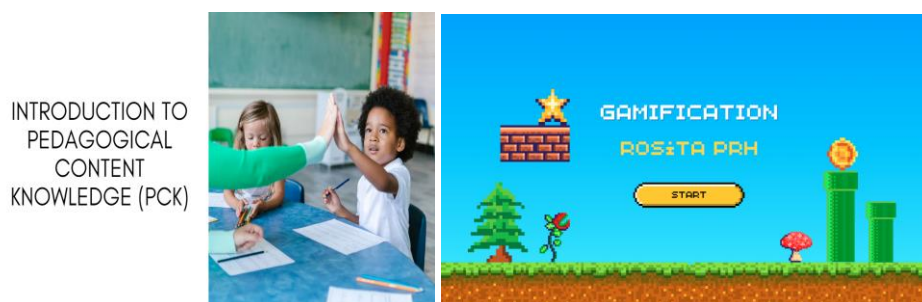 INTRODUCTION TO
PEDAGOGICAL
CONTENT
KNOWLEDGE (PCK)
GAMIFICATION
ROSiTA PRH
START